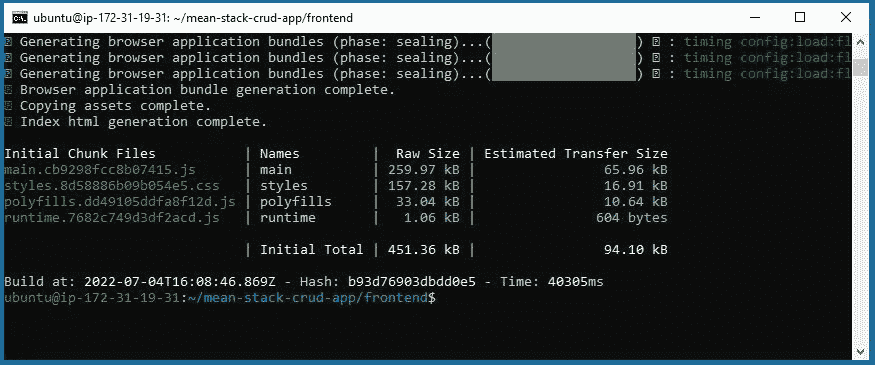 ubuntu@ip-172-31-19-31: ~/mean-stack-crud-app/frontend
Generating browser application bundles (phase: sealing)...( ) : timing config:load:fl
Generating browser application bundles (phase: sealing)...( ) : timing config:load:fl
Generating browser application bundles (phase: sealing)...( ) : timing config:load:fl
Browser application bundle generation complete.
Copying assets complete.
Index html generation complete.
Initial Chunk Files | Names | Raw Size | Estimated Transfer Size
main.cb9298fcc8b07415.js | main | 259.97 kB | 65.96 kB
styles.8d58886b09b054e5.css | styles | 157.28 kB | 16.91 kB
polyfills.dd49105ddfa8f12d.js | polyfills | 33.04 kB | 10.64 kB
runtime.7682c749d3df2acd.js | runtime | 1.06 kB | 604 bytes
| Initial Total | 451.36 kB | 94.10 kB
Build at: 2022-07-04T16:08:46.869Z - Hash: b93d76903dbdd0e5 - Time: 40305ms
ubuntu@ip-172-31-19-31:~/mean-stack-crud-app/frontend$